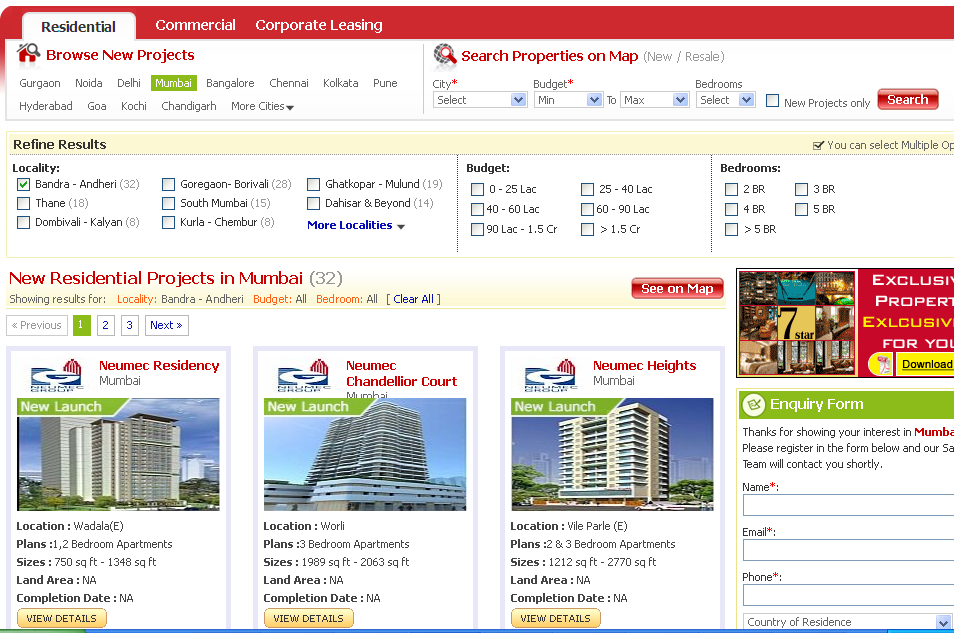 Residential Commercial Corporate Leasing
Browse New Projects
Gurgaon Noida Delhi Mumbai Bangalore Chennai Kolkata Pune
Hyderabad Goa Kochi Chandigarh More Cities
Search Properties on Map (New / Resale)
City* Budget* Bedrooms
Select Min To Max Select New Projects only Search
Refine Results You can select Multiple Op
Locality:
Bandra - Andheri (32) Goregaon- Borivali (28) Ghatkopar - Mulund (19)
Thane (18) South Mumbai (15) Dahisar & Beyond (14)
Dombivali - Kalyan (8) Kurla - Chembur (8) More Localities
Budget:
0 - 25 Lac 25 - 40 Lac
40 - 60 Lac 60 - 90 Lac
90 Lac - 1.5 Cr > 1.5 Cr
Bedrooms:
2 BR 3 BR
4 BR 5 BR
> 5 BR
New Residential Projects in Mumbai (32)
Showing results for: Locality: Bandra - Andheri Budget: All Bedroom: All [ Clear All ]
See on Map
« Previous 1 2 3 Next »
NEUMEC GROUP
Neumec Residency
Mumbai
New Launch
Location : Wadala(E)
Plans :1,2 Bedroom Apartments
Sizes : 750 sq ft - 1348 sq ft
Land Area : NA
Completion Date : NA
VIEW DETAILS
NEUMEC GROUP
Neumec
Chandellior Court
Mumbai
New Launch
Location : Worli
Plans :3 Bedroom Apartments
Sizes : 1989 sq ft - 2063 sq ft
Land Area : NA
Completion Date : NA
VIEW DETAILS
NEUMEC GROUP
Neumec Heights
Mumbai
New Launch
Location : Vile Parle (E)
Plans :2 & 3 Bedroom Apartments
Sizes : 1212 sq ft - 2770 sq ft
Land Area : NA
Completion Date : NA
VIEW DETAILS
7 star
EXCLUSIV
PROPERT
EXLCUSIV
FOR YOU
Download
Enquiry Form
Thanks for showing your interest in Mumba
Please register in the form below and our Sa
Team will contact you shortly.
Name*:
Email*:
Phone*:
Country of Residence